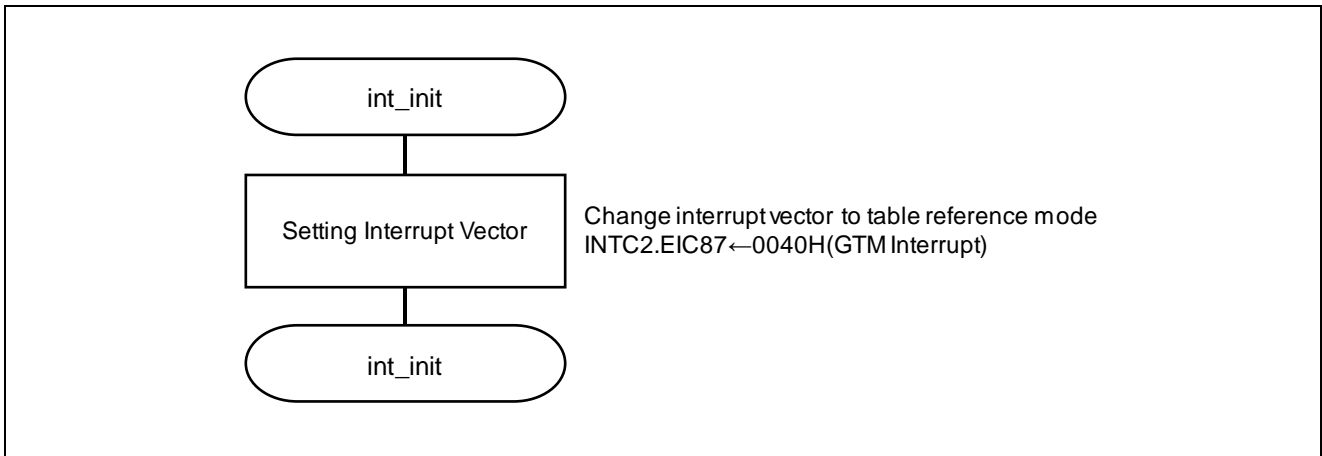 int_init
Setting Interrupt Vector
Change interrupt vector to table reference mode
INTC2.EIC87←0040H(GTM Interrupt)
int_init